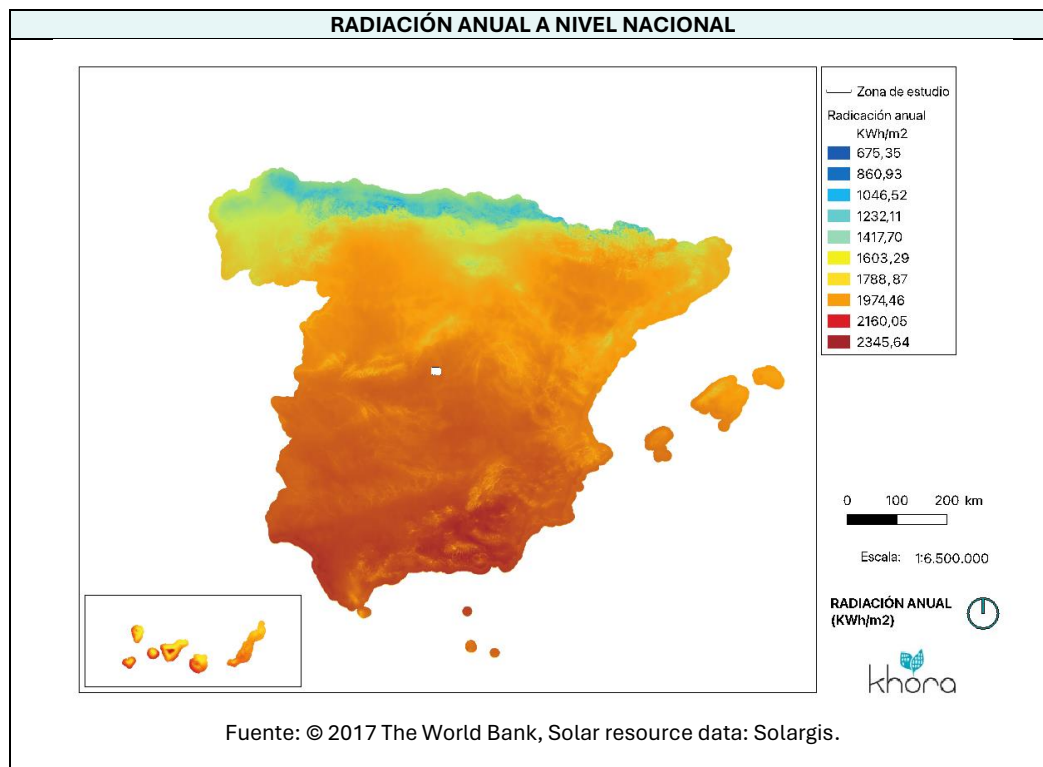 RADIACIÓN ANUAL A NIVEL NACIONAL
Zona de estudio
Radicación anual
KWh/m2
675,35
860,93
1046,52
1232,11
1417,70
1603,29
1788,87
1974,46
2160,05
2345,64
0 100 200 km
Escala: 1:6.500.000
RADIACIÓN ANUAL
(KWh/m2)
khora
Fuente: © 2017 The World Bank, Solar resource data: Solargis.